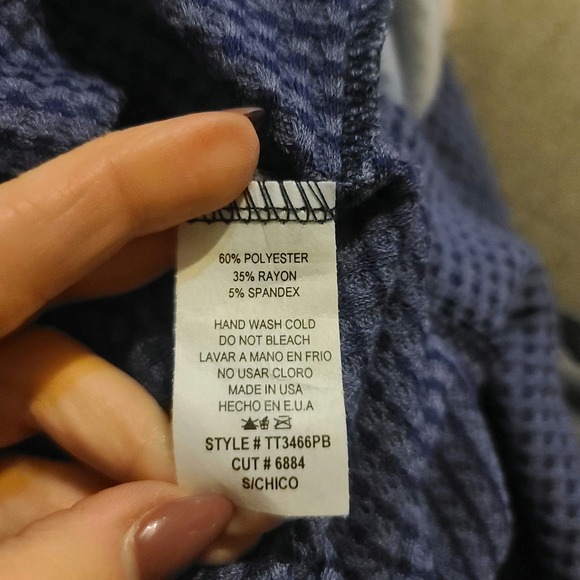 60% POLYESTER
35% RAYON
5% SPANDEX
HAND WASH COLD
DO NOT BLEACH
LAVAR A MANO EN FRIO
NO USAR CLORO
MADE IN USA
HECHO EN E.U.A
STYLE # TT3466PB
CUT # 6884
S/CHICO